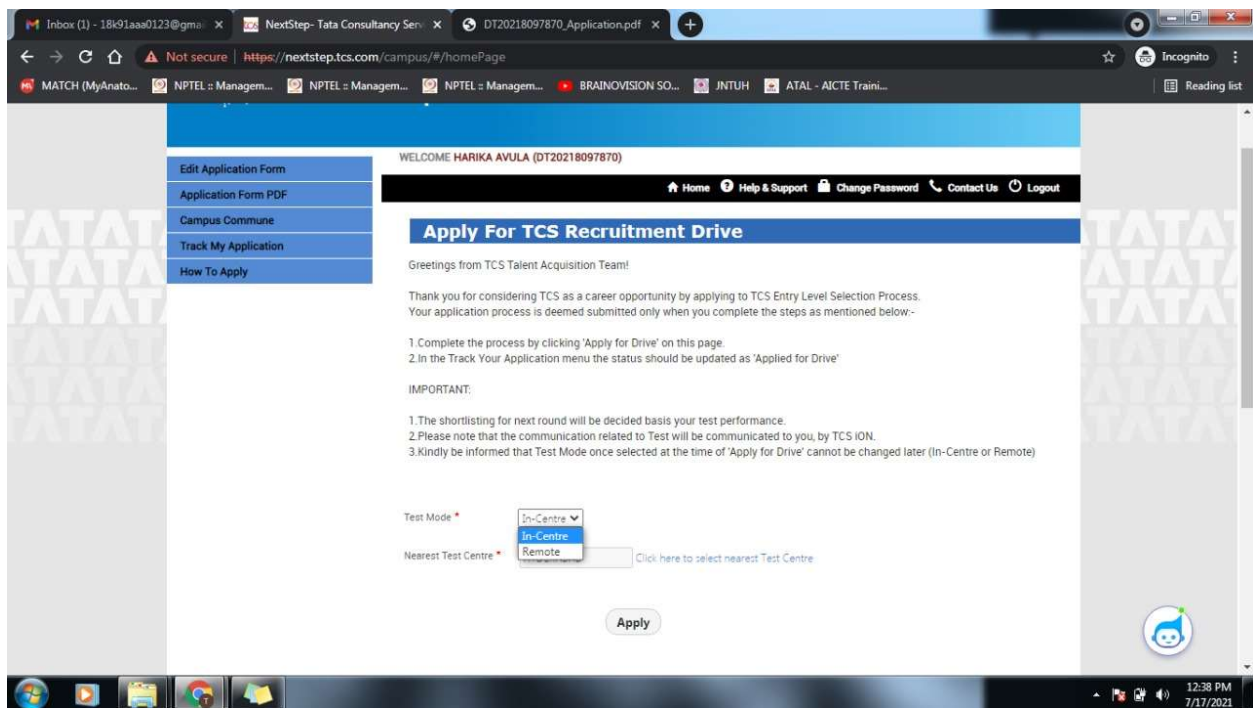 Inbox (1) - 18k91aaa0123@gmai
NextStep- Tata Consultancy Serv
DT20218097870_Application.pdf
Not secure | https://nextstep.tcs.com/campus/#/homePage
Incognito
MATCH (MyAnato...
NPTEL :: Managem...
NPTEL :: Managem...
NPTEL :: Managem...
BRAINOVISION SO...
JNTUH
ATAL - AICTE Traini...
Reading list
Edit Application Form
Application Form PDF
Campus Commune
Track My Application
How To Apply
WELCOME HARIKA AVULA (DT20218097870)
Home Help & Support Change Password Contact Us Logout
Apply For TCS Recruitment Drive
Greetings from TCS Talent Acquisition Team!
Thank you for considering TCS as a career opportunity by applying to TCS Entry Level Selection Process.
Your application process is deemed submitted only when you complete the steps as mentioned below:-
1.Complete the process by clicking 'Apply for Drive' on this page.
2.In the Track Your Application menu the status should be updated as 'Applied for Drive'
IMPORTANT:
1.The shortlisting for next round will be decided basis your test performance.
2.Please note that the communication related to Test will be communicated to you, by TCS iON.
3.Kindly be informed that Test Mode once selected at the time of 'Apply for Drive' cannot be changed later (In-Centre or Remote)
Test Mode *
In-Centre
In-Centre
Remote
Nearest Test Centre *
Click here to select nearest Test Centre
Apply
12:38 PM
7/17/2021